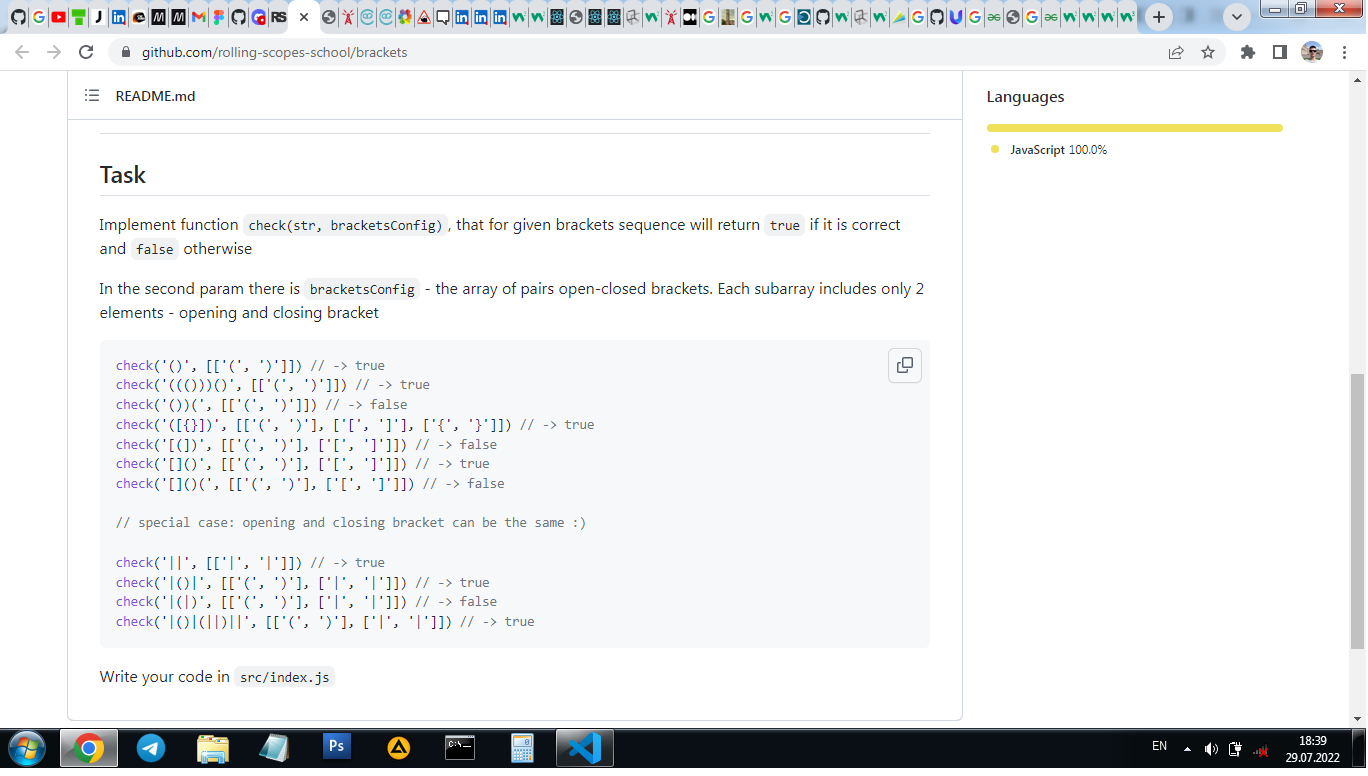 github.com/rolling-scopes-school/brackets
README.md
Languages
JavaScript 100.0%
Task
Implement function check(str, bracketsConfig), that for given brackets sequence will return true if it is correct
and false otherwise
In the second param there is bracketsConfig - the array of pairs open-closed brackets. Each subarray includes only 2
elements - opening and closing bracket
check('()', [['(', ')']]) // -> true
check('((()))()', [['(', ')']]) // -> true
check('())(', [['(', ')']]) // -> false
check('([{}])', [['(', ')'], ['[', ']'], ['{', '}']]) // -> true
check('[(])', [['(', ')'], ['[', ']']]) // -> false
check('[]()', [['(', ')'], ['[', ']']]) // -> true
check('[]()(', [['(', ')'], ['[', ']']]) // -> false
// special case: opening and closing bracket can be the same :)
check('||', [['|', '|']]) // -> true
check('|()|', [['(', ')'], ['|', '|']]) // -> true
check('|(|)', [['(', ')'], ['|', '|']]) // -> false
check('|()|(||)||', [['(', ')'], ['|', '|']]) // -> true
Write your code in src/index.js
Ps
EN
18:39
29.07.2022